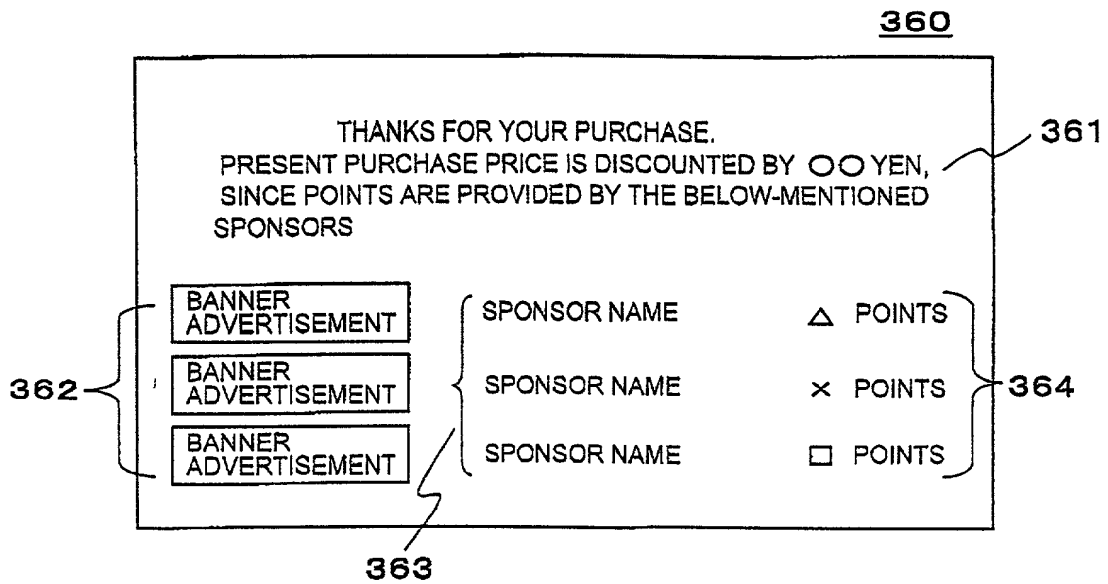 360
THANKS FOR YOUR PURCHASE.
PRESENT PURCHASE PRICE IS DISCOUNTED BY ○○ YEN,
361
SINCE POINTS ARE PROVIDED BY THE BELOW-MENTIONED
SPONSORS
BANNER
ADVERTISEMENT
SPONSOR NAME
△ POINTS
362
BANNER
ADVERTISEMENT
SPONSOR NAME
× POINTS
364
BANNER
ADVERTISEMENT
SPONSOR NAME
□ POINTS
363